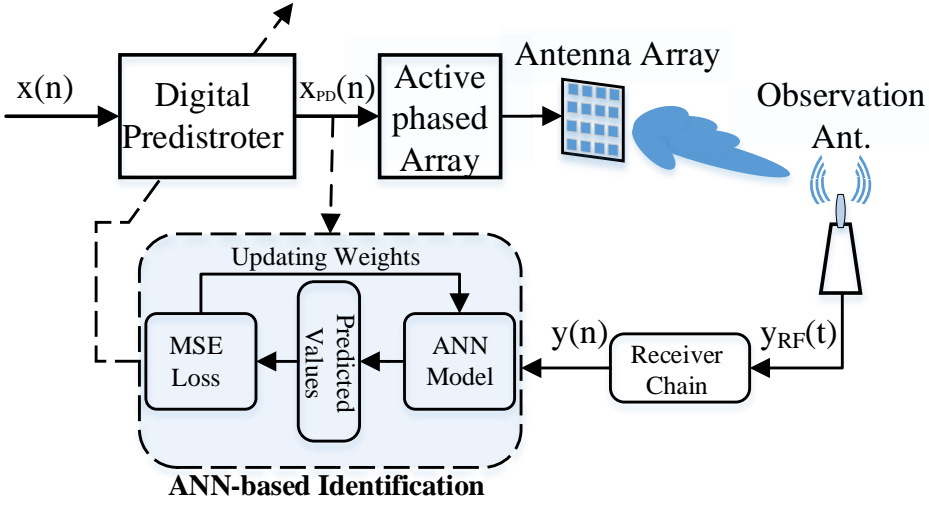 x(n)
Digital
Predistroter
x_PD(n)
Active
phased
Array
Antenna Array
Observation
Ant.
Updating Weights
MSE
Loss
Predicted
Values
ANN
Model
y(n)
Receiver
Chain
y_RF(t)
ANN-based Identification